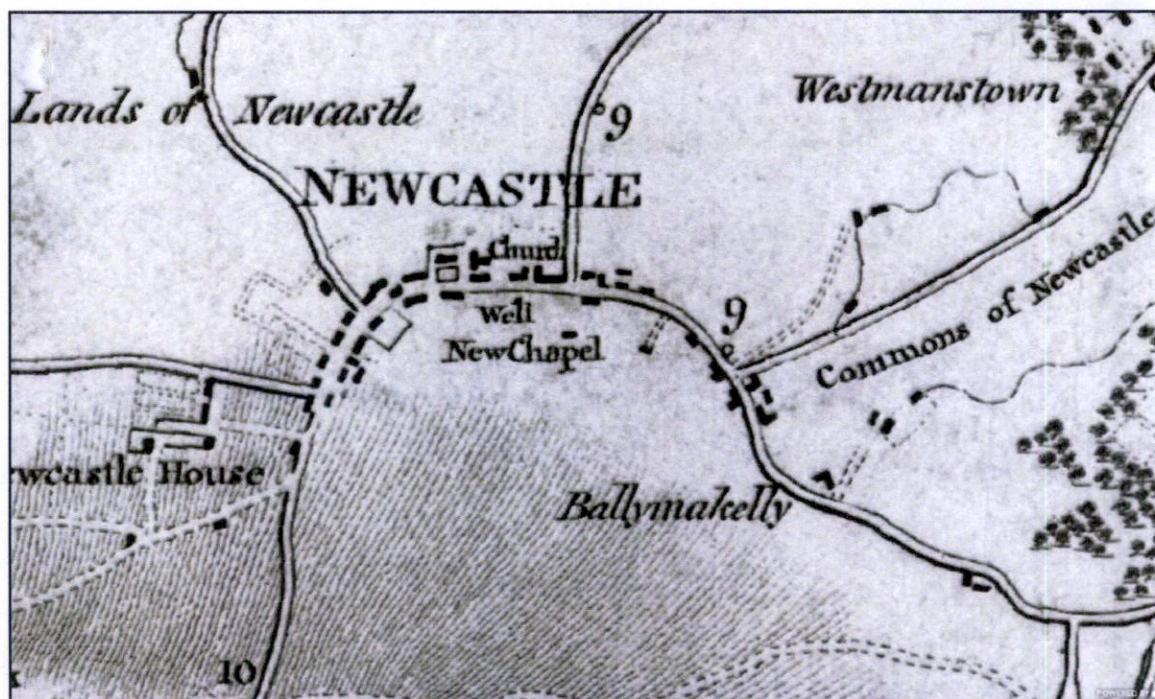 Westmanstown
Lands of Newcastle
9
NEWCASTLE
Church
Commons of Newcastle
Well
9
New Chapel
wcastle House
Ballymakelly
10